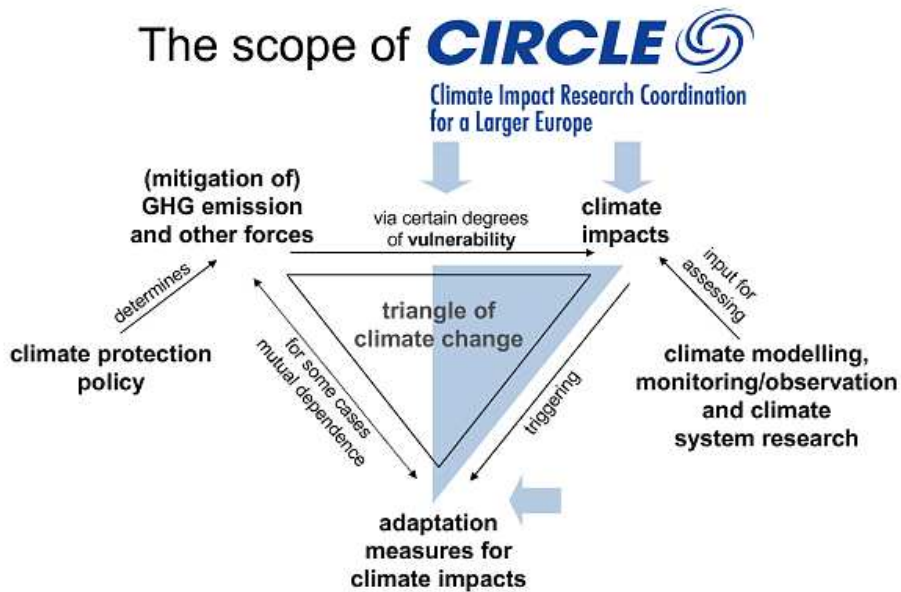 The scope of CIRCLE
Climate Impact Research Coordination
for a Larger Europe
(mitigation of)
GHG emission
and other forces
via certain degrees
of vulnerability
climate
impacts
determines
input for
assessing
triangle of
climate change
climate protection
policy
for some cases
mutual dependence
triggering
climate modelling,
monitoring/observation
and climate
system research
adaptation
measures for
climate impacts